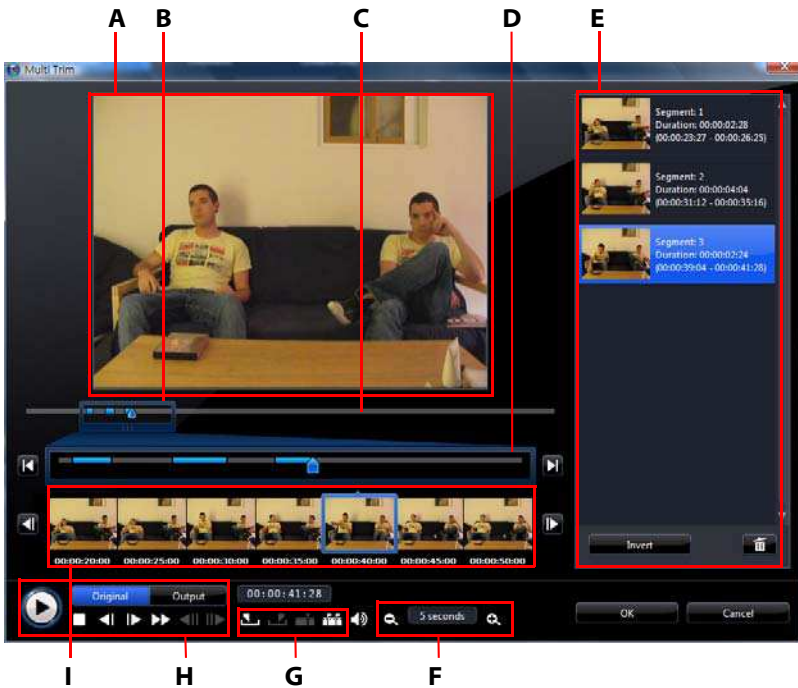 A B C D E
Multi Trim
Segment: 1
Duration: 00:00:02:28
(00:00:23:27 - 00:00:26:25)
Segment: 2
Duration: 00:00:04:04
(00:00:31:12 - 00:00:35:16)
Segment: 3
Duration: 00:00:02:24
(00:00:39:04 - 00:00:41:28)
00:00:20:00 00:00:25:00 00:00:30:00 00:00:35:00 00:00:40:00 00:00:45:00 00:00:50:00
Invert
Original Output 00:00:41:28
5 seconds
OK Cancel
I H G F